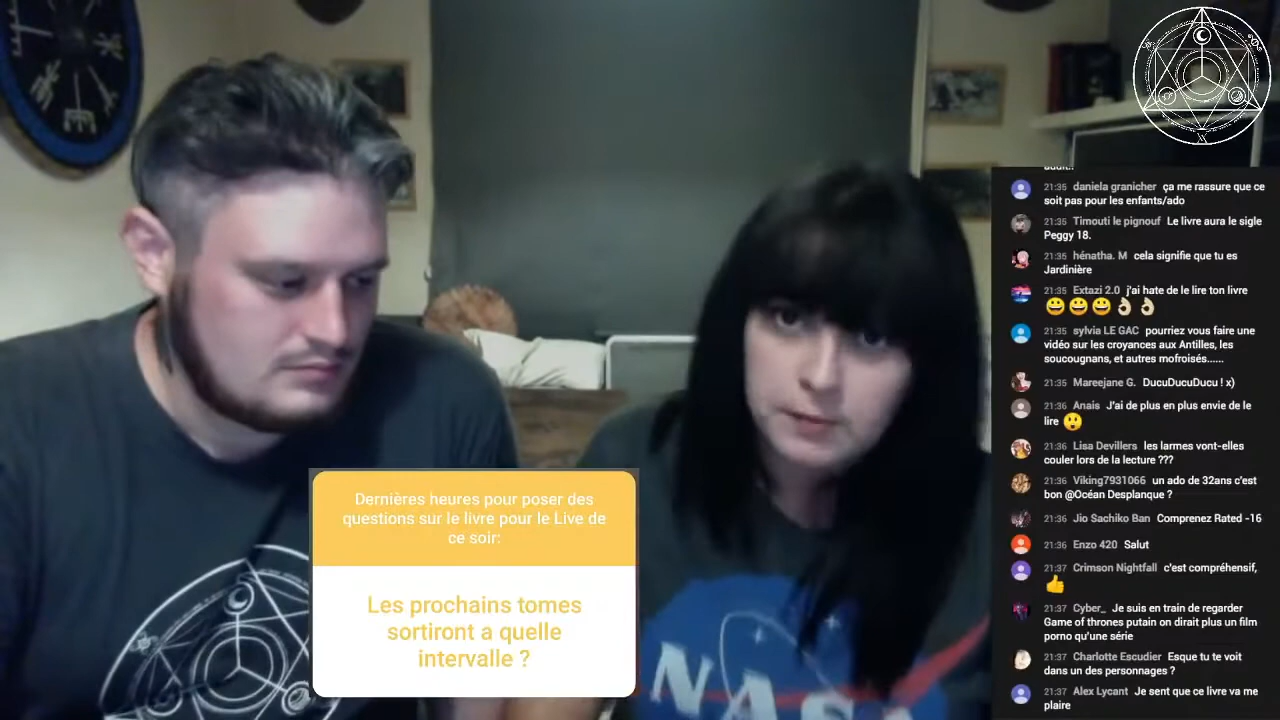 Dernières heures pour poser des
questions sur le livre pour le Live de
ce soir:
Les prochains tomes
sortiront a quelle
intervalle ?
NASA
21:35 daniela granicher ça me rassure que ce
soit pas pour les enfants/ado
21:35 Timouti le pignouf Le livre aura le sigle
Peggy 18.
21:35 hénatha. M cela signifie que tu es
Jardinière
21:35 Extazi 2.0 j'ai hate de le lire ton livre
😀😀😀👌👌
21:35 sylvia LE GAC pourriez vous faire une
vidéo sur les croyances aux Antilles, les
soucougnans, et autres mofroisés......
21:35 Mareejane G. DucuDucuDucu ! x)
21:36 Anais J'ai de plus en plus envie de le
lire 😲
21:36 Lisa Devillers les larmes vont-elles
couler lors de la lecture ???
21:36 Viking7931066 un ado de 32ans c'est
bon @Océan Desplanque ?
21:36 Jio Sachiko Ban Comprenez Rated -16
21:36 Enzo 420 Salut
21:37 Crimson Nightfall c'est compréhensif,
👍
21:37 Cyber_ Je suis en train de regarder
Game of thrones putain on dirait plus un film
porno qu'une série
21:37 Charlotte Escudier Esque tu te voit
dans un des personnages ?
21:37 Alex Lycant Je sent que ce livre va me
plaire